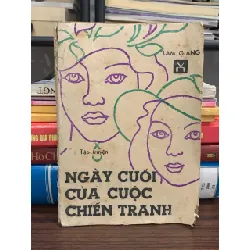 LAM GIANG
Tập truyện
NGÀY CUỐI
CỦA CUỘC
CHIẾN TRANH